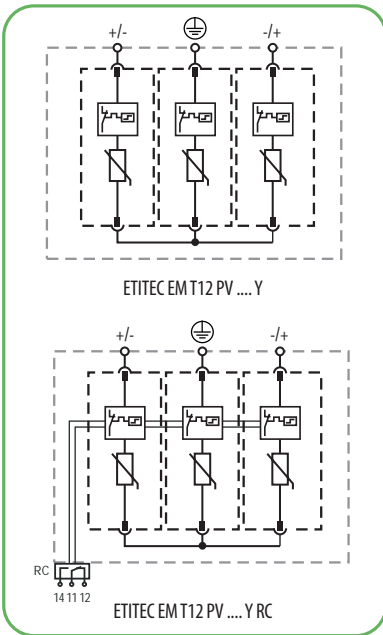 +/- -/+
ETITEC EM T12 PV .... Y
+/- -/+
RC
14 11 12
ETITEC EM T12 PV .... Y RC